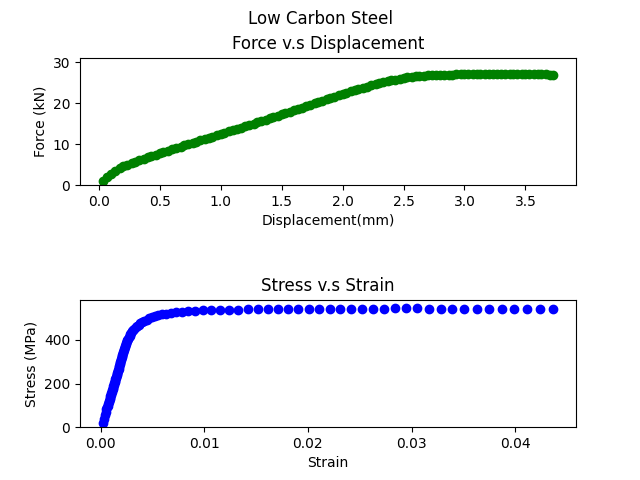 Low Carbon Steel
Force v.s Displacement
30
20
10
0
Force (kN)
0.0 0.5 1.0 1.5 2.0 2.5 3.0 3.5
Displacement(mm)
Stress v.s Strain
400
200
0
Stress (MPa)
0.00 0.01 0.02 0.03 0.04
Strain